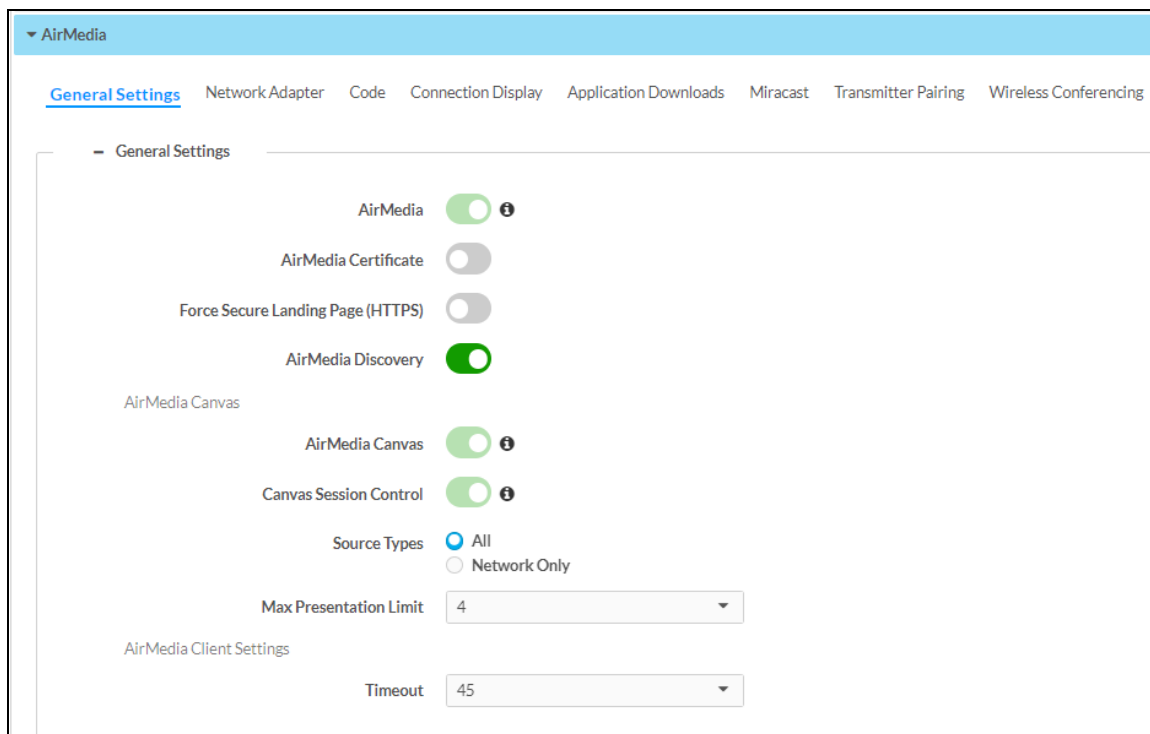 AirMedia
General Settings Network Adapter Code Connection Display Application Downloads Miracast Transmitter Pairing Wireless Conferencing
General Settings
AirMedia
AirMedia Certificate
Force Secure Landing Page (HTTPS)
AirMedia Discovery
AirMedia Canvas
AirMedia Canvas
Canvas Session Control
Source Types All
Network Only
Max Presentation Limit 4
AirMedia Client Settings
Timeout 45